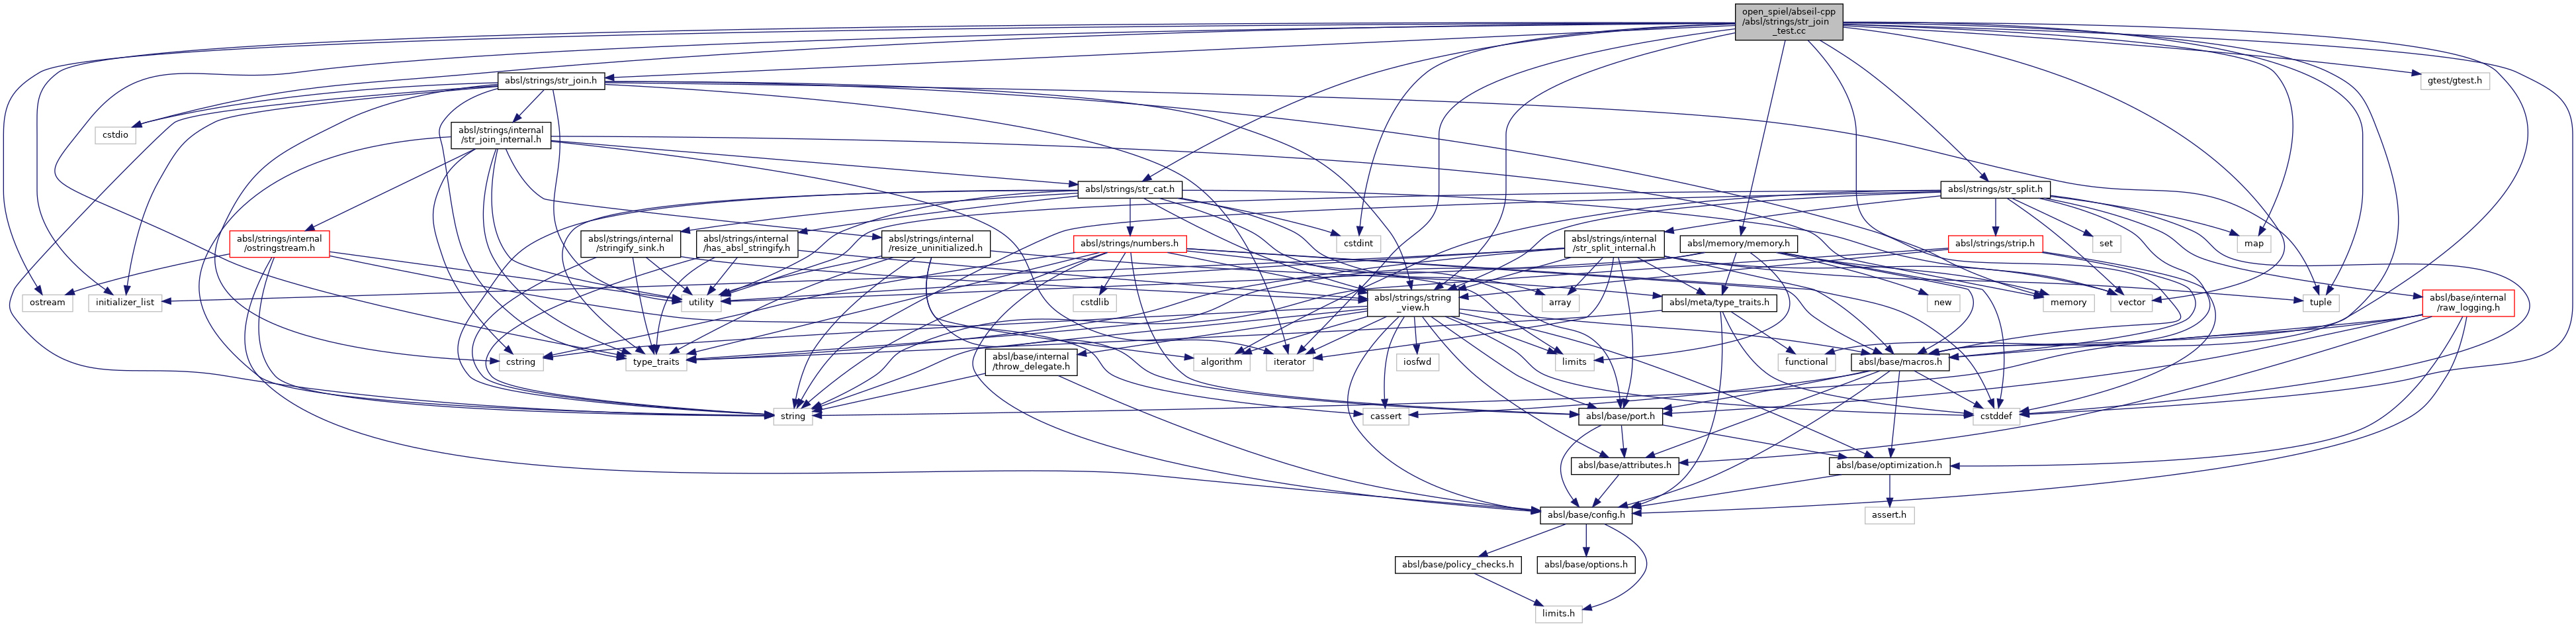 open_spiel/abseil-cpp
/absl/strings/str_join
_test.cc
absl/strings/str_join.h
gtest/gtest.h
cstdio
absl/strings/internal
/str_join_internal.h
absl/strings/str_cat.h
absl/strings/str_split.h
absl/strings/internal
/ostringstream.h
absl/strings/internal
/stringify_sink.h
absl/strings/internal
/has_absl_stringify.h
absl/strings/internal
/resize_uninitialized.h
absl/strings/numbers.h
cstdint
absl/strings/internal
/str_split_internal.h
absl/memory/memory.h
absl/strings/strip.h
set
map
ostream
initializer_list
utility
cstdlib
absl/strings/string
_view.h
array
absl/meta/type_traits.h
new
memory
vector
tuple
absl/base/internal
/raw_logging.h
cstring
type_traits
absl/base/internal
/throw_delegate.h
algorithm
iterator
iosfwd
limits
functional
absl/base/macros.h
string
cassert
absl/base/port.h
cstddef
absl/base/attributes.h
absl/base/optimization.h
absl/base/config.h
assert.h
absl/base/policy_checks.h
absl/base/options.h
limits.h